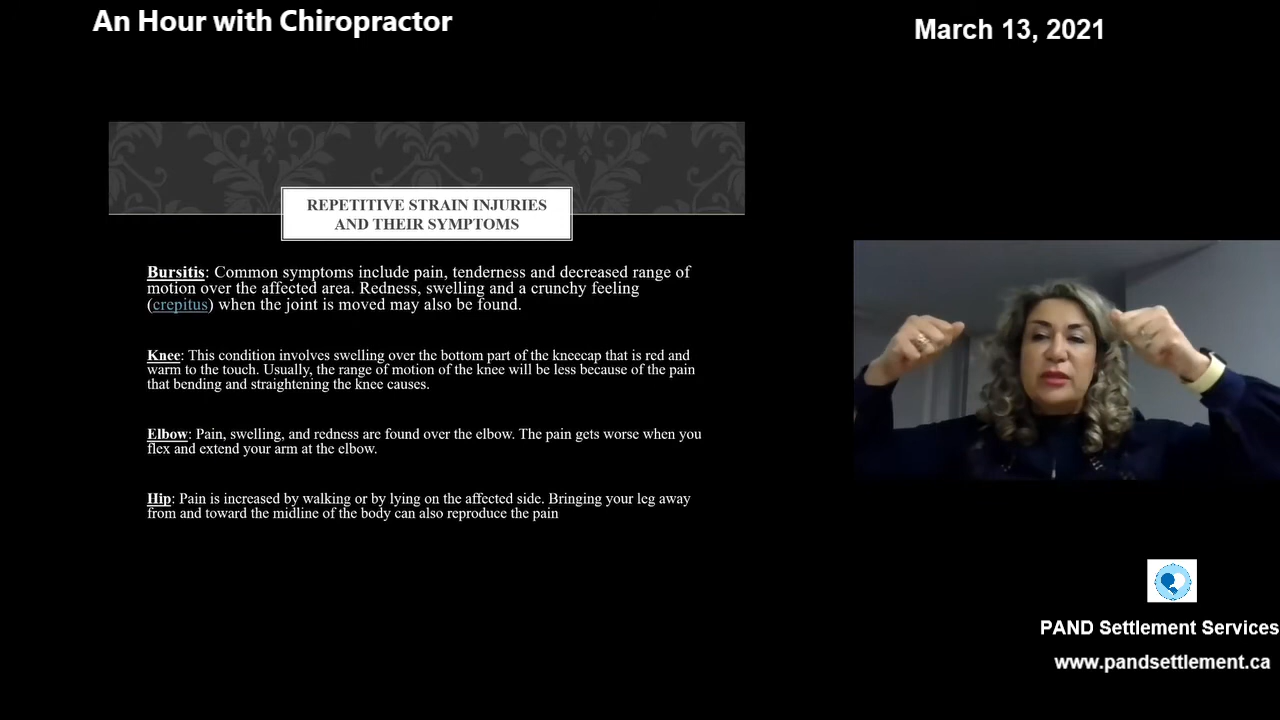 An Hour with Chiropractor
March 13, 2021
REPETITIVE STRAIN INJURIES
AND THEIR SYMPTOMS
Bursitis: Common symptoms include pain, tenderness and decreased range of
motion over the affected area. Redness, swelling and a crunchy feeling
(crepitus) when the joint is moved may also be found.
Knee: This condition involves swelling over the bottom part of the kneecap that is red and
warm to the touch. Usually, the range of motion of the knee will be less because of the pain
that bending and straightening the knee causes.
Elbow: Pain, swelling, and redness are found over the elbow. The pain gets worse when you
flex and extend your arm at the elbow.
Hip: Pain is increased by walking or by lying on the affected side. Bringing your leg away
from and toward the midline of the body can also reproduce the pain
PAND Settlement Services
www.pandsettlement.ca